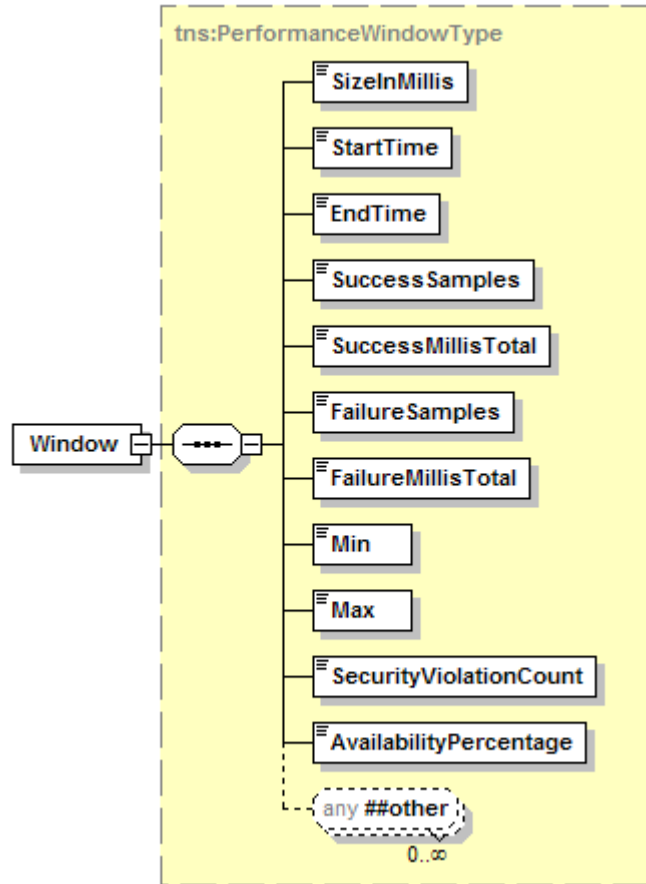 tns:PerformanceWindowType
SizeInMillis
StartTime
EndTime
SuccessSamples
SuccessMillisTotal
FailureSamples
Window
FailureMillisTotal
Min
Max
SecurityViolationCount
AvailabilityPercentage
any ##other
0..∞